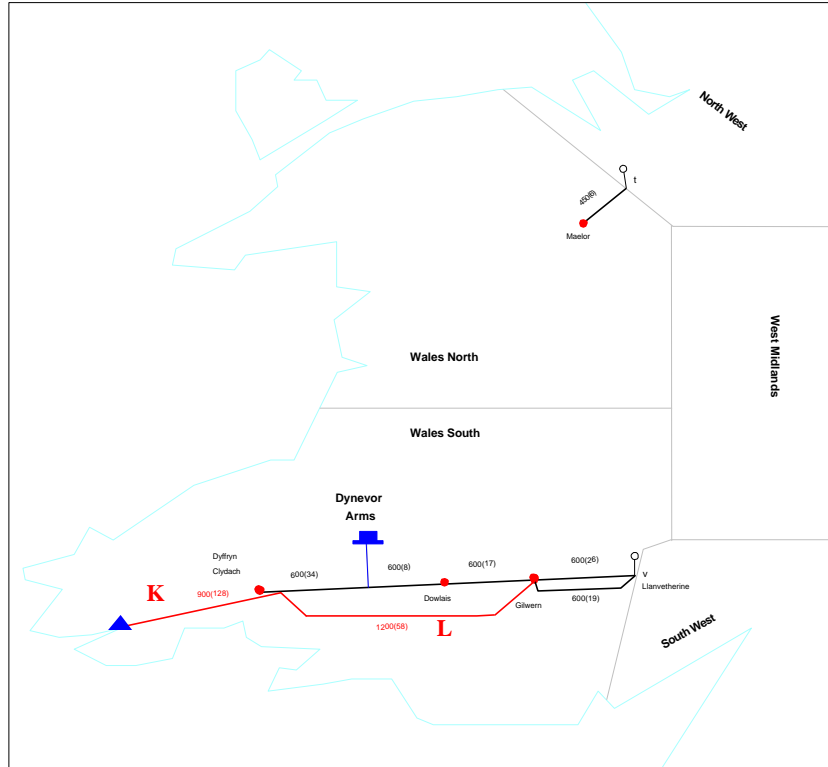 North West
t
450(6)
Maelor
West Midlands
Wales North
Wales South
Dynevor
Arms
Dyffryn
Clydach
600(34)
600(8)
600(17)
600(26)
v
Llanvetherine
600(19)
Dowlais
Gilwern
K
900(128)
1200(58)
L
South West